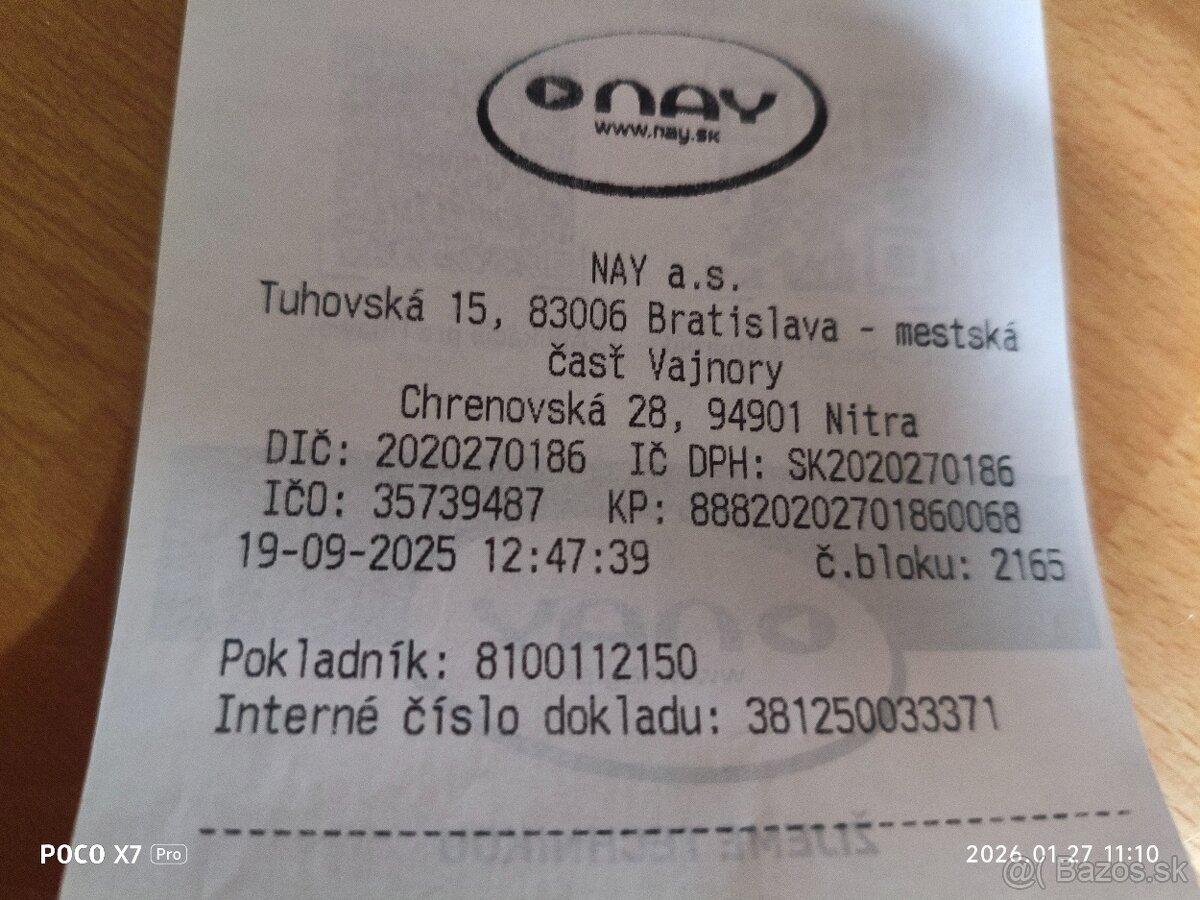 NAY
www.nay.sk
NAY a.s.
Tuhovská 15, 83006 Bratislava - mestská
časť Vajnory
Chrenovská 28, 94901 Nitra
DIČ: 2020270186 IČ DPH: SK2020270186
IČO: 35739487 KP: 88820202701860068
19-09-2025 12:47:39 č.bloku: 2165
Pokladník: 8100112150
Interné číslo dokladu: 381250033371
POCO X7 Pro
2026.01.27 11:10
@( Bazos.sk